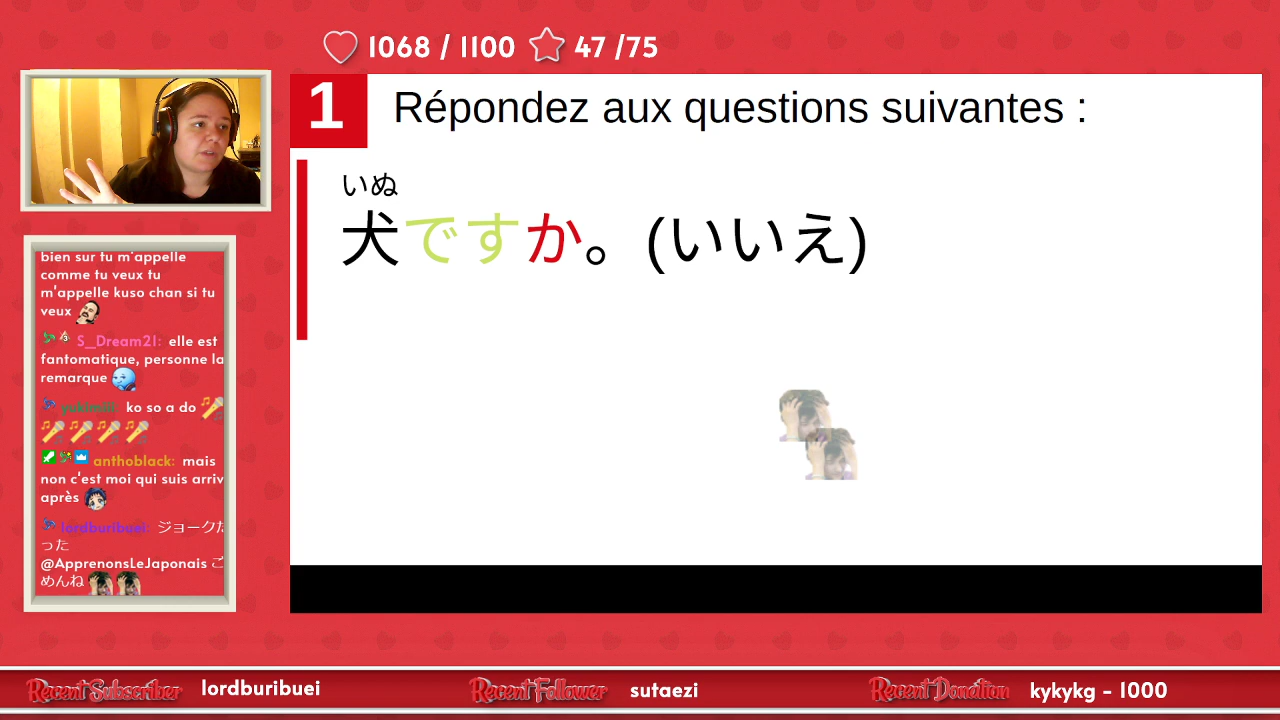 1068 / 1100 47 /75
1 Répondez aux questions suivantes :
いぬ
犬ですか。(いいえ)
bien sur tu m'appelle
comme tu veux tu
m'appelle kuso chan si tu
veux
S_Dream21: elle est
fantomatique, personne la
remarque
yukimiii: ko so a do
anthoblack: mais
non c'est moi qui suis arriv
après
lordburibuei: ジョークだ
った
@ApprenonsLeJaponais ご
めんね
Recent Subscriber lordburibuei Recent Follower sutaezi Recent Donation kykykg - 1000